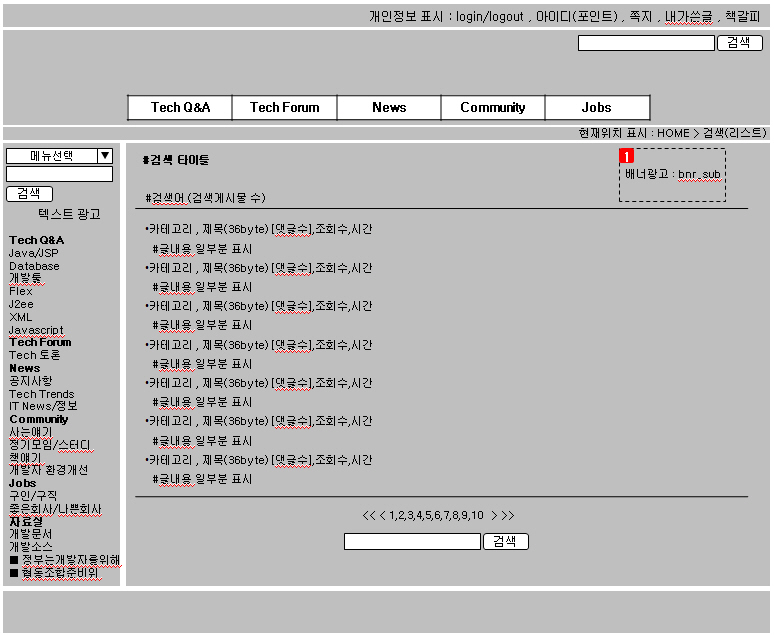 개인정보 표시 : login/logout , 아이디(포인트) , 쪽지 , 내가쓴글 , 책갈피
검색
Tech Q&A
Tech Forum
News
Community
Jobs
현재위치 표시 : HOME > 검색(리스트)
메뉴선택
검색
텍스트 광고
Tech Q&A
Java/JSP
Database
개발툴
Flex
J2ee
XML
Javascript
Tech Forum
Tech 토론
News
공지사항
Tech Trends
IT News/정보
Community
사는얘기
정기모임/스터디
책얘기
개발자 환경개선
Jobs
구인/구직
좋은회사/나쁜회사
자료실
개발문서
개발소스
■ 정부는개발자를위해
■ 협동조합준비위
#검색 타이틀
1
배너광고 : bnr_sub
#검색어 (검색게시물 수)
•카테고리 , 제목(36byte) [댓글수],조회수,시간
#글내용 일부분 표시
•카테고리 , 제목(36byte) [댓글수],조회수,시간
#글내용 일부분 표시
•카테고리 , 제목(36byte) [댓글수],조회수,시간
#글내용 일부분 표시
•카테고리 , 제목(36byte) [댓글수],조회수,시간
#글내용 일부분 표시
•카테고리 , 제목(36byte) [댓글수],조회수,시간
#글내용 일부분 표시
•카테고리 , 제목(36byte) [댓글수],조회수,시간
#글내용 일부분 표시
•카테고리 , 제목(36byte) [댓글수],조회수,시간
#글내용 일부분 표시
<< < 1,2,3,4,5,6,7,8,9,10 > >>
검색